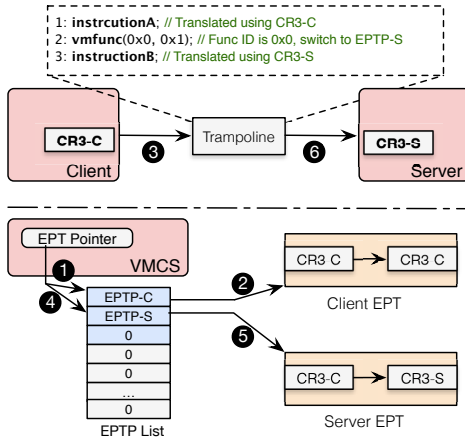 1: instrcutionA; // Translated using CR3-C
2: vmfunc(0x0, 0x1); // Func ID is 0x0, switch to EPTP-S
3: instructionB; // Translated using CR3-S
CR3-C
Client
3
Trampoline
6
CR3-S
Server
EPT Pointer
VMCS
1
4
EPTP-C
EPTP-S
0
0
0
...
0
EPTP List
2
CR3 C
CR3 C
Client EPT
5
CR3-C
CR3-S
Server EPT